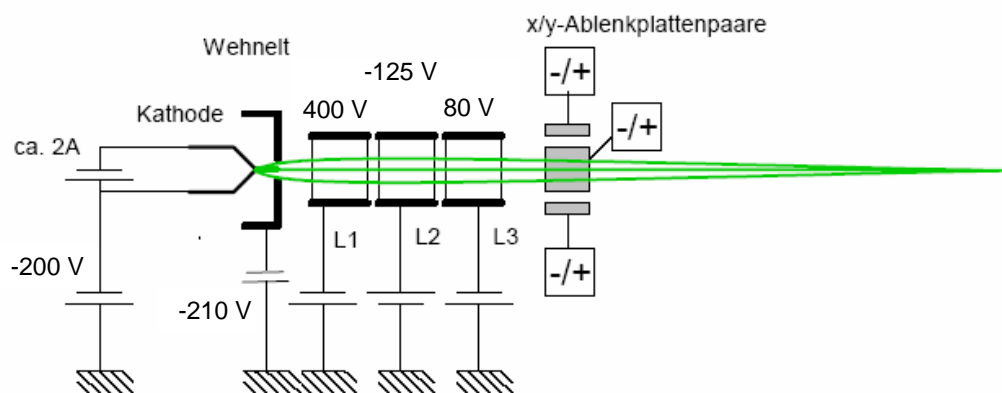 x/y-Ablenkplattenpaare
Wehnelt
-125 V
-/+
400 V
80 V
Kathode
-/+
ca. 2A
L1
L2
L3
-200 V
-/+
-210 V